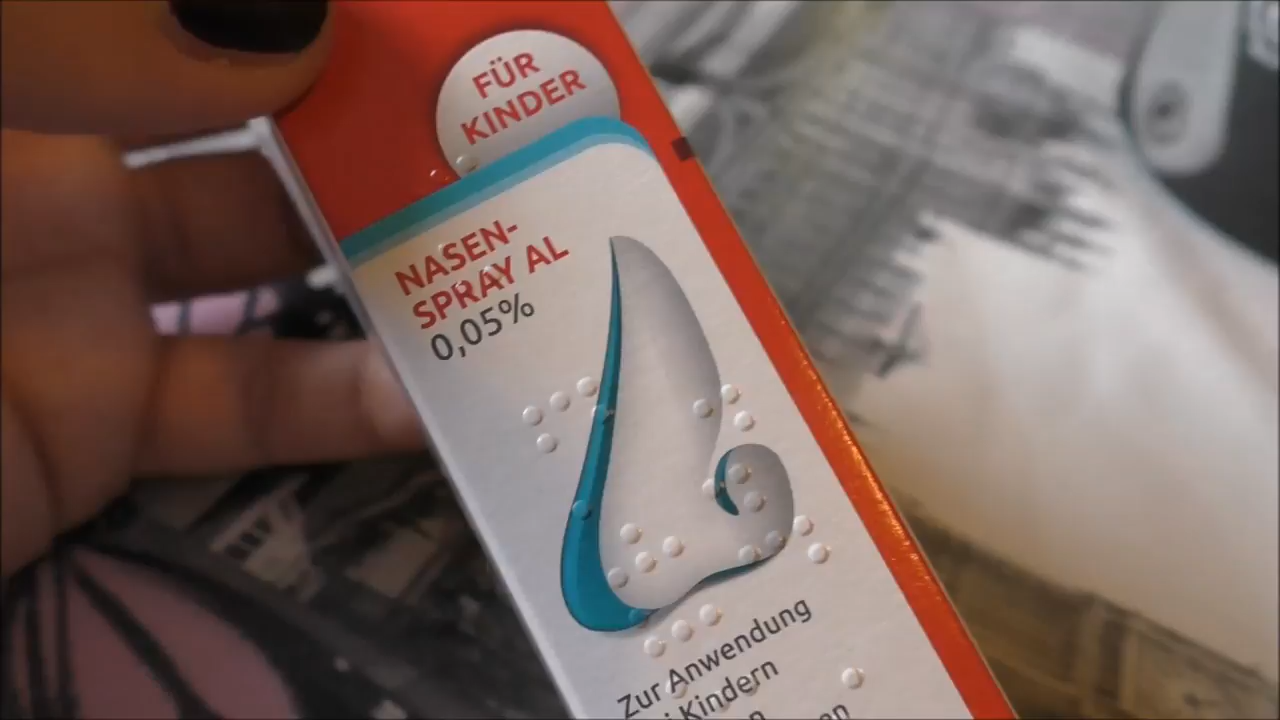 FÜR
KINDER
NASEN-
SPRAY AL
0,05%
Zur Anwendung
Kindern